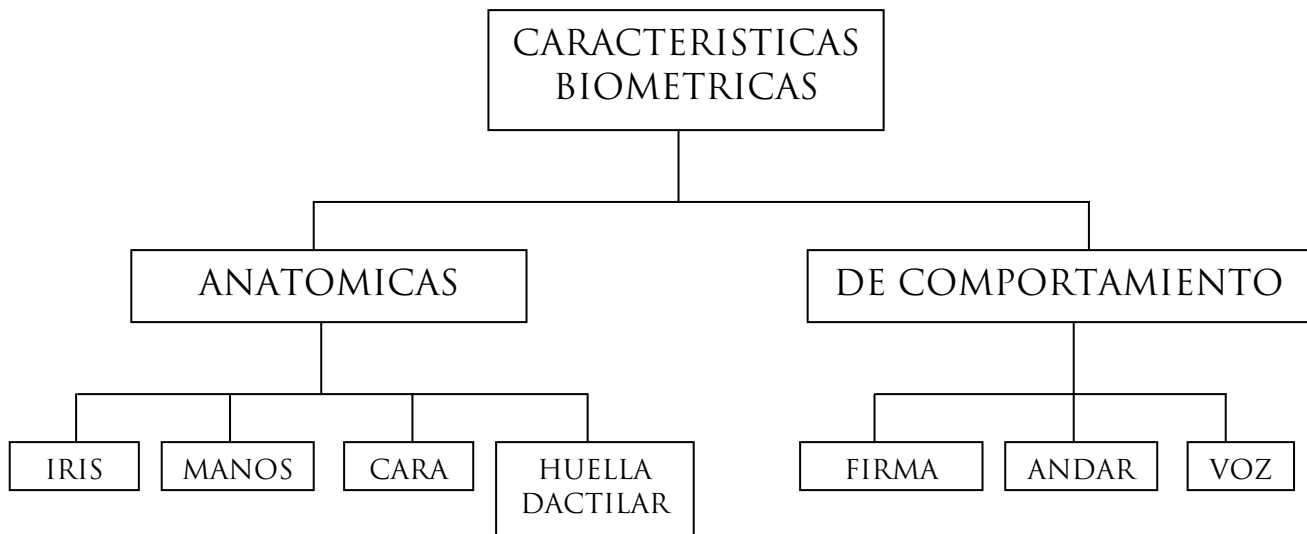 CARACTERISTICAS
BIOMETRICAS
ANATOMICAS
DE COMPORTAMIENTO
IRIS
MANOS
CARA
HUELLA
DACTILAR
FIRMA
ANDAR
VOZ